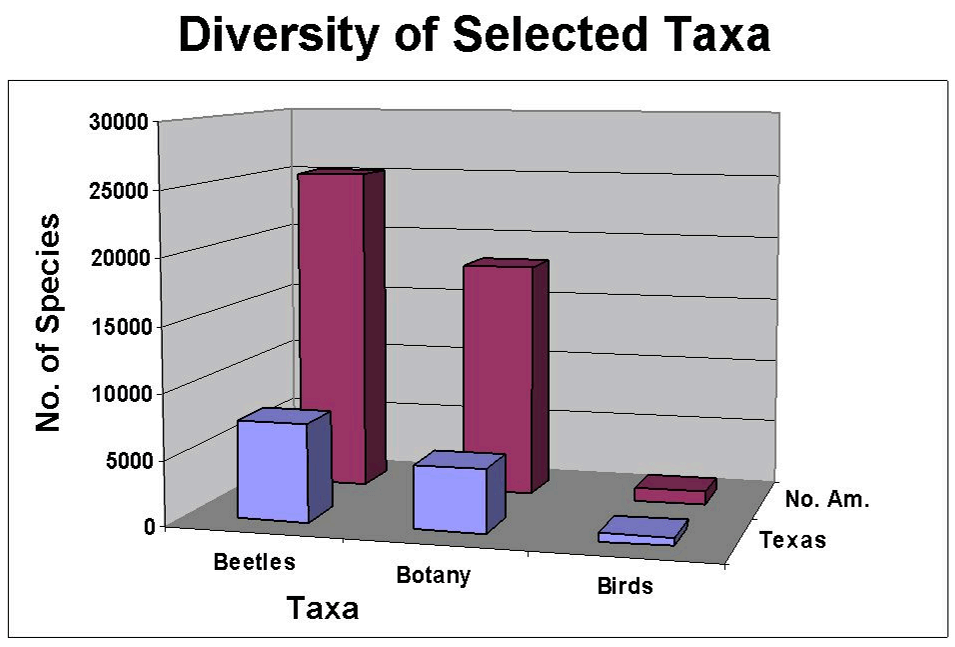 Diversity of Selected Taxa
30000
25000
20000
15000
10000
5000
0
No. of Species
Beetles
Botany
Birds
No. Am.
Texas
Taxa